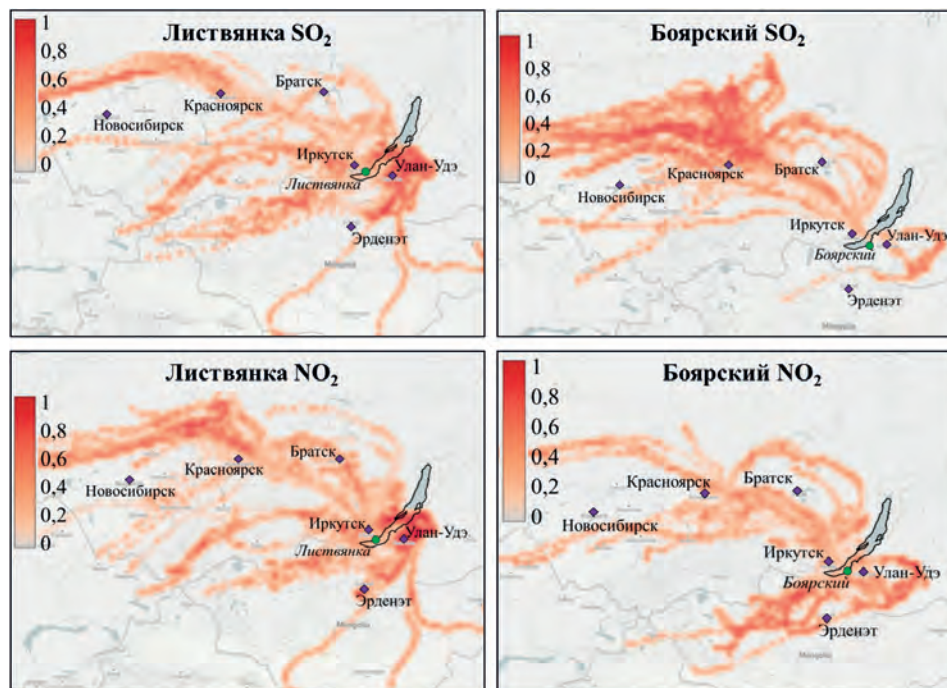 Листвянка SO₂
1
0,8
0,6
0,4
0,2
0
Братск
Красноярск
Новосибирск
Иркутск
Улан-Удэ
Листвянка
Эрденэт
Боярский SO₂
1
0,8
0,6
0,4
0,2
0
Красноярск
Братск
Новосибирск
Иркутск
Улан-Удэ
Боярский
Эрденэт
Mongolia
Листвянка NO₂
1
0,8
0,6
0,4
0,2
0
Братск
Красноярск
Новосибирск
Иркутск
Улан-Удэ
Листвянка
Эрденэт
Mongolia
Боярский NO₂
1
0,8
0,6
0,4
0,2
0
Красноярск
Братск
Новосибирск
Иркутск
Боярский
Улан-Удэ
Эрденэт
Mongolia